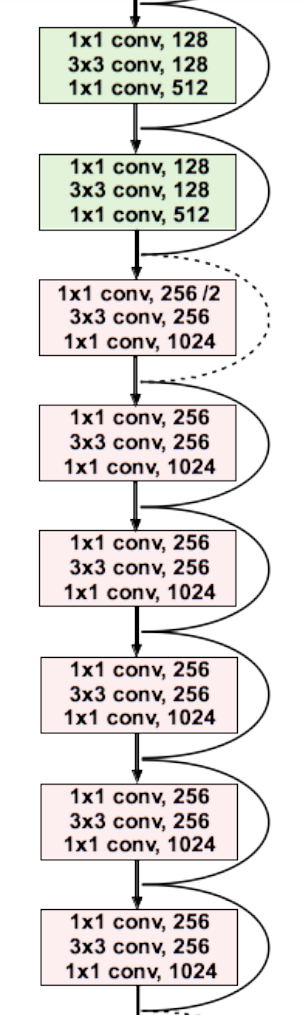 1x1 conv, 128
3x3 conv, 128
1x1 conv, 512
1x1 conv, 128
3x3 conv, 128
1x1 conv, 512
1x1 conv, 256 /2
3x3 conv, 256
1x1 conv, 1024
1x1 conv, 256
3x3 conv, 256
1x1 conv, 1024
1x1 conv, 256
3x3 conv, 256
1x1 conv, 1024
1x1 conv, 256
3x3 conv, 256
1x1 conv, 1024
1x1 conv, 256
3x3 conv, 256
1x1 conv, 1024
1x1 conv, 256
3x3 conv, 256
1x1 conv, 1024